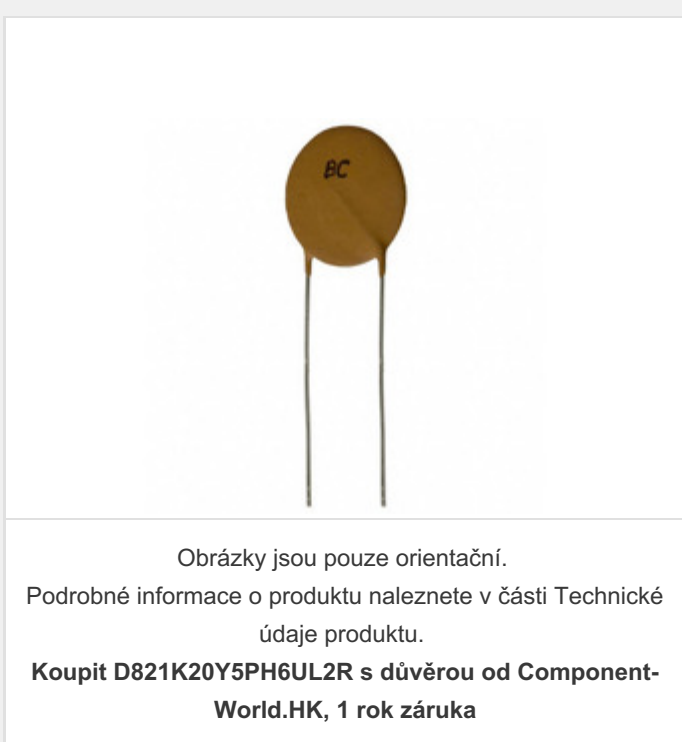 BC
Obrázky jsou pouze orientační.
Podrobné informace o produktu naleznete v části Technické
údaje produktu.
Koupit D821K20Y5PH6UL2R s důvěrou od Component-
World.HK, 1 rok záruka